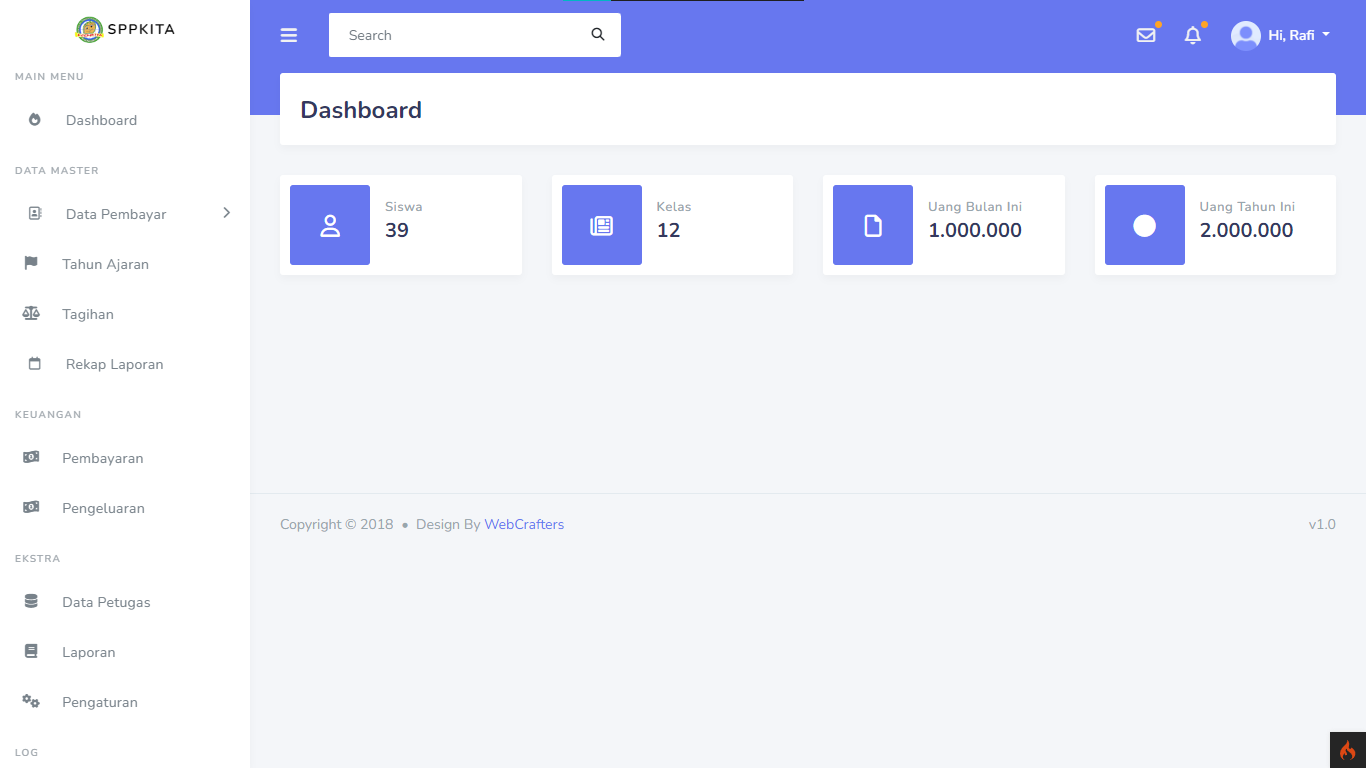 SPPKITA
MAIN MENU
Dashboard
DATA MASTER
Data Pembayar
Tahun Ajaran
Tagihan
Rekap Laporan
KEUANGAN
Pembayaran
Pengeluaran
EKSTRA
Data Petugas
Laporan
Pengaturan
LOG
Search
Hi, Rafi
Dashboard
Siswa
39
Kelas
12
Uang Bulan Ini
1.000.000
Uang Tahun Ini
2.000.000
Copyright © 2018 • Design By WebCrafters
v1.0